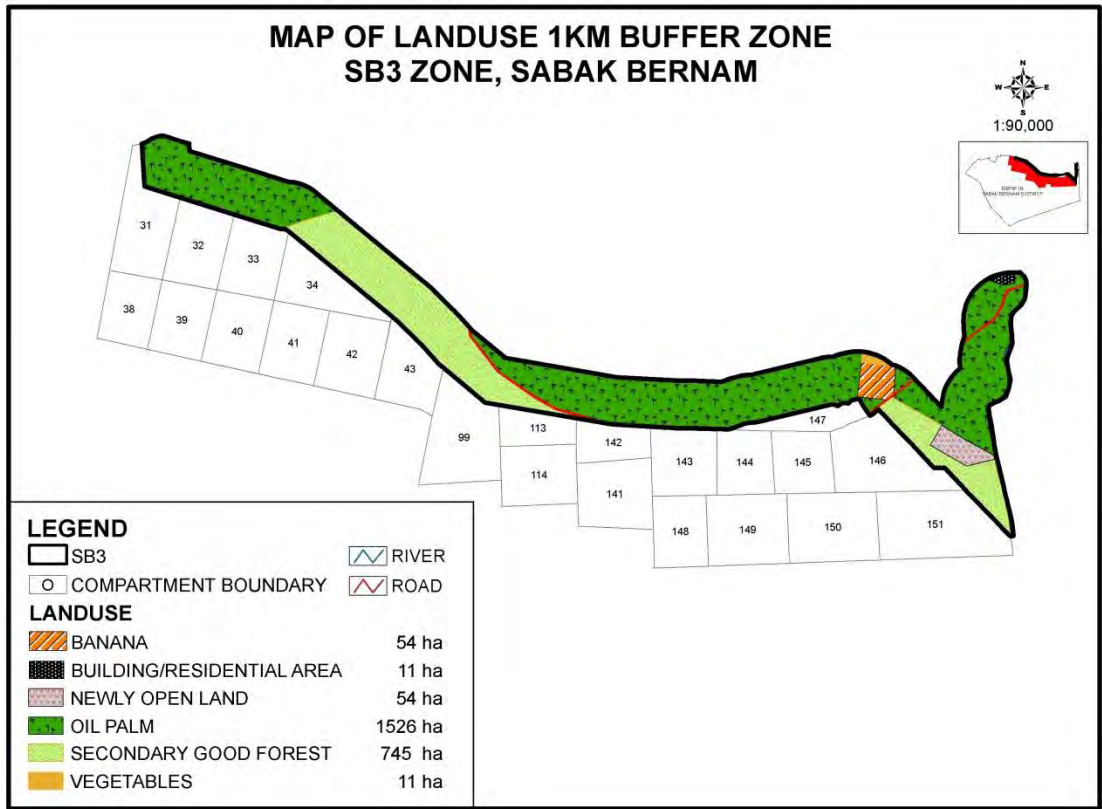 MAP OF LANDUSE 1KM BUFFER ZONE
SB3 ZONE, SABAK BERNAM
N
W E
S
1:90,000
SABAK BERNAM DISTRICT
31
32
33
34
38
39
40
41
42
43
99
113
114
142
141
143
144
145
147
146
148
149
150
151
LEGEND
SB3
RIVER
COMPARTMENT BOUNDARY
ROAD
LANDUSE
BANANA 54 ha
BUILDING/RESIDENTIAL AREA 11 ha
NEWLY OPEN LAND 54 ha
OIL PALM 1526 ha
SECONDARY GOOD FOREST 745 ha
VEGETABLES 11 ha